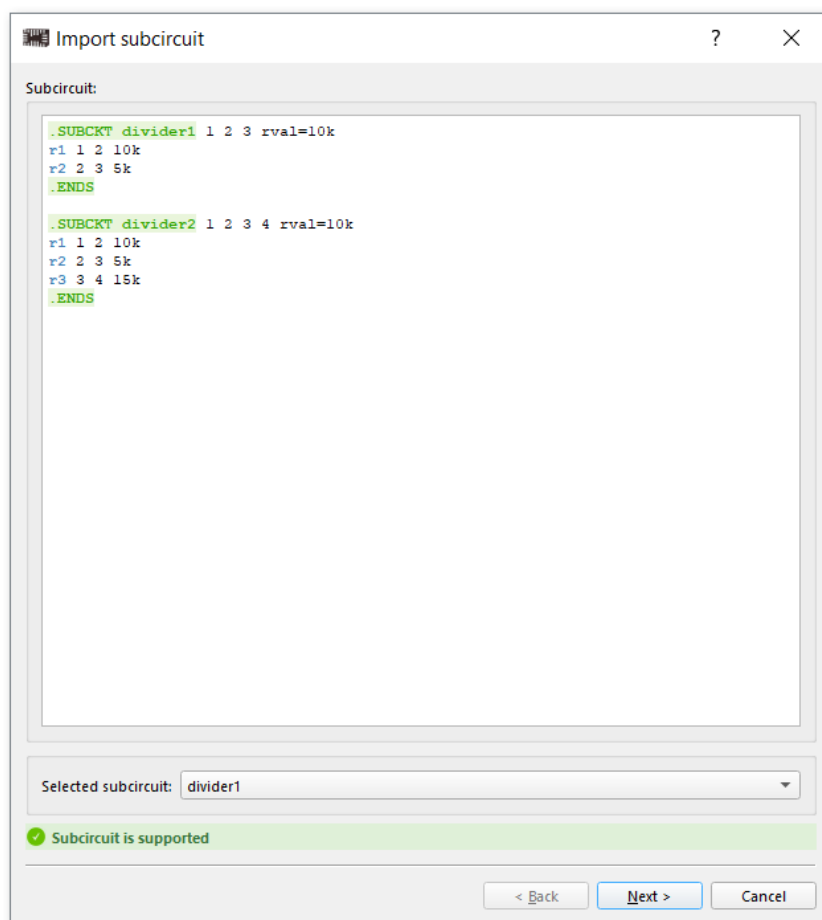 Import subcircuit ?
Subcircuit:
.SUBCKT divider1 1 2 3 rval=10k
r1 1 2 10k
r2 2 3 5k
.ENDS
.SUBCKT divider2 1 2 3 4 rval=10k
r1 1 2 10k
r2 2 3 5k
r3 3 4 15k
.ENDS
Selected subcircuit: divider1
Subcircuit is supported
< Back Next > Cancel